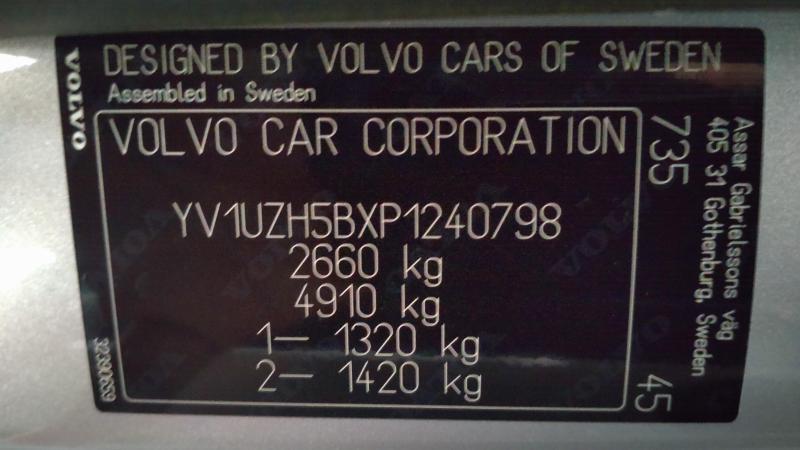 VOLVO
DESIGNED BY VOLVO CARS OF SWEDEN
Assembled in Sweden
VOLVO CAR CORPORATION
YV1UZH5BXP1240798
2660 kg
4910 kg
1– 1320 kg
2– 1420 kg
735
45
Assar Gabrielssons väg
405 31 Gothenburg, Sweden